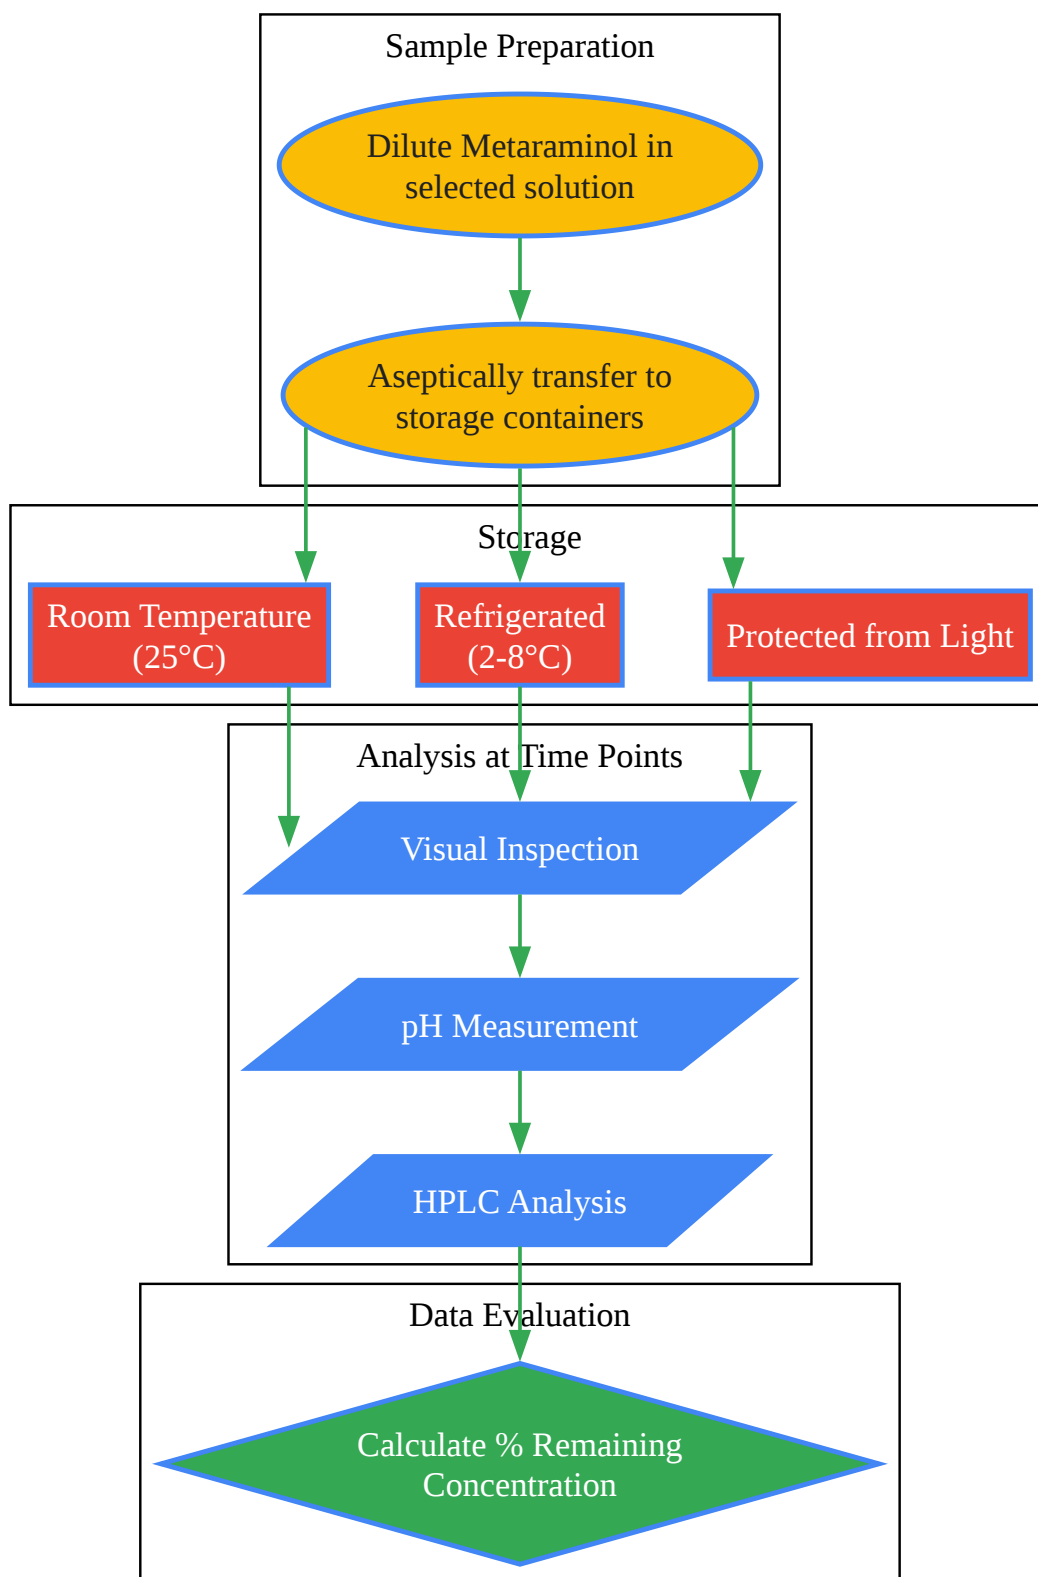 Sample Preparation
Dilute Metaraminol in
selected solution
Aseptically transfer to
storage containers
Storage
Room Temperature
(25°C)
Refrigerated
(2-8°C)
Protected from Light
Analysis at Time Points
Visual Inspection
pH Measurement
HPLC Analysis
Data Evaluation
Calculate % Remaining
Concentration